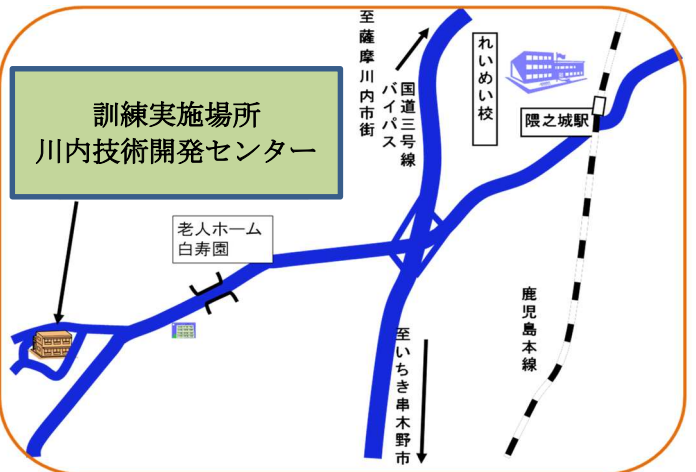 訓練実施場所
川内技術開発センター
至薩摩川内市街
国道三号線
バイパス
れいめい校
隈之城駅
老人ホーム
白寿園
鹿児島本線
至いちき串木野市